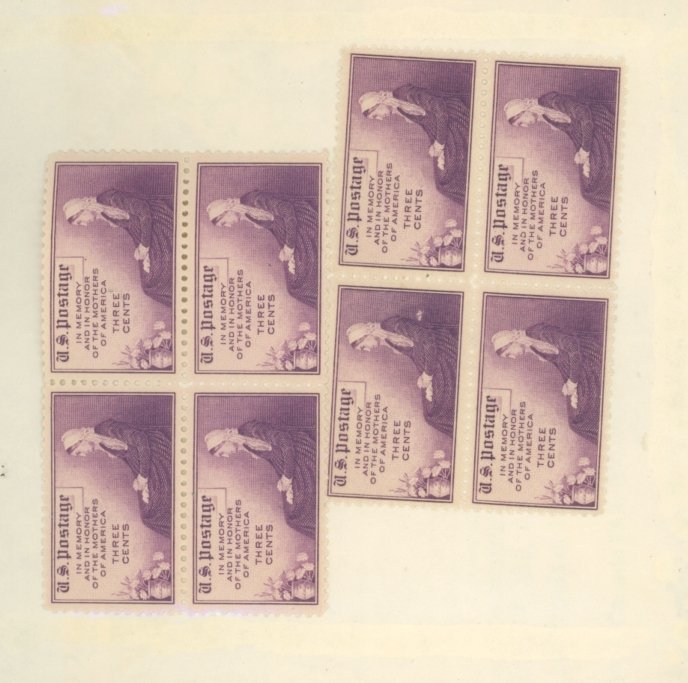 U.S. Postage
IN MEMORY
AND IN HONOR
OF THE MOTHERS
OF AMERICA
THREE
CENTS
U.S. Postage
IN MEMORY
AND IN HONOR
OF THE MOTHERS
OF AMERICA
THREE
CENTS
U.S. Postage
IN MEMORY
AND IN HONOR
OF THE MOTHERS
OF AMERICA
THREE
CENTS
U.S. Postage
IN MEMORY
AND IN HONOR
OF THE MOTHERS
OF AMERICA
THREE
CENTS
U.S. Postage
IN MEMORY
AND IN HONOR
OF THE MOTHERS
OF AMERICA
THREE
CENTS
U.S. Postage
IN MEMORY
AND IN HONOR
OF THE MOTHERS
OF AMERICA
THREE
CENTS
U.S. Postage
IN MEMORY
AND IN HONOR
OF THE MOTHERS
OF AMERICA
THREE
CENTS
U.S. Postage
IN MEMORY
AND IN HONOR
OF THE MOTHERS
OF AMERICA
THREE
CENTS